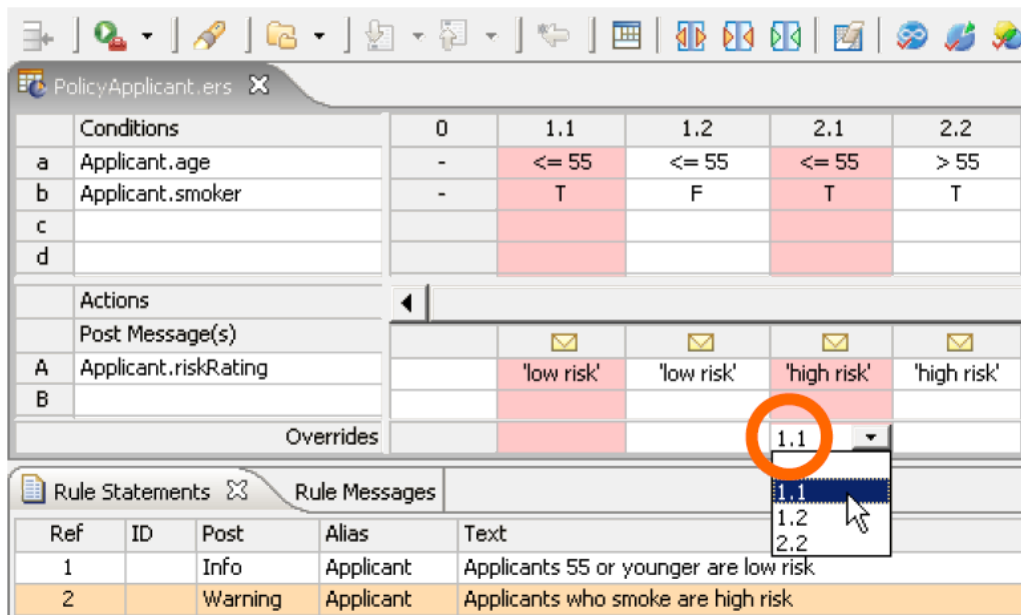 PolicyApplicant.ers
Conditions 0 1.1 1.2 2.1 2.2
a Applicant.age - <= 55 <= 55 <= 55 > 55
b Applicant.smoker - T F T T
c
d
Actions
Post Message(s)
A Applicant.riskRating 'low risk' 'low risk' 'high risk' 'high risk'
B
Overrides 1.1
1.1
1.2
2.2
Rule Statements Rule Messages
Ref ID Post Alias Text
1 Info Applicant Applicants 55 or younger are low risk
2 Warning Applicant Applicants who smoke are high risk